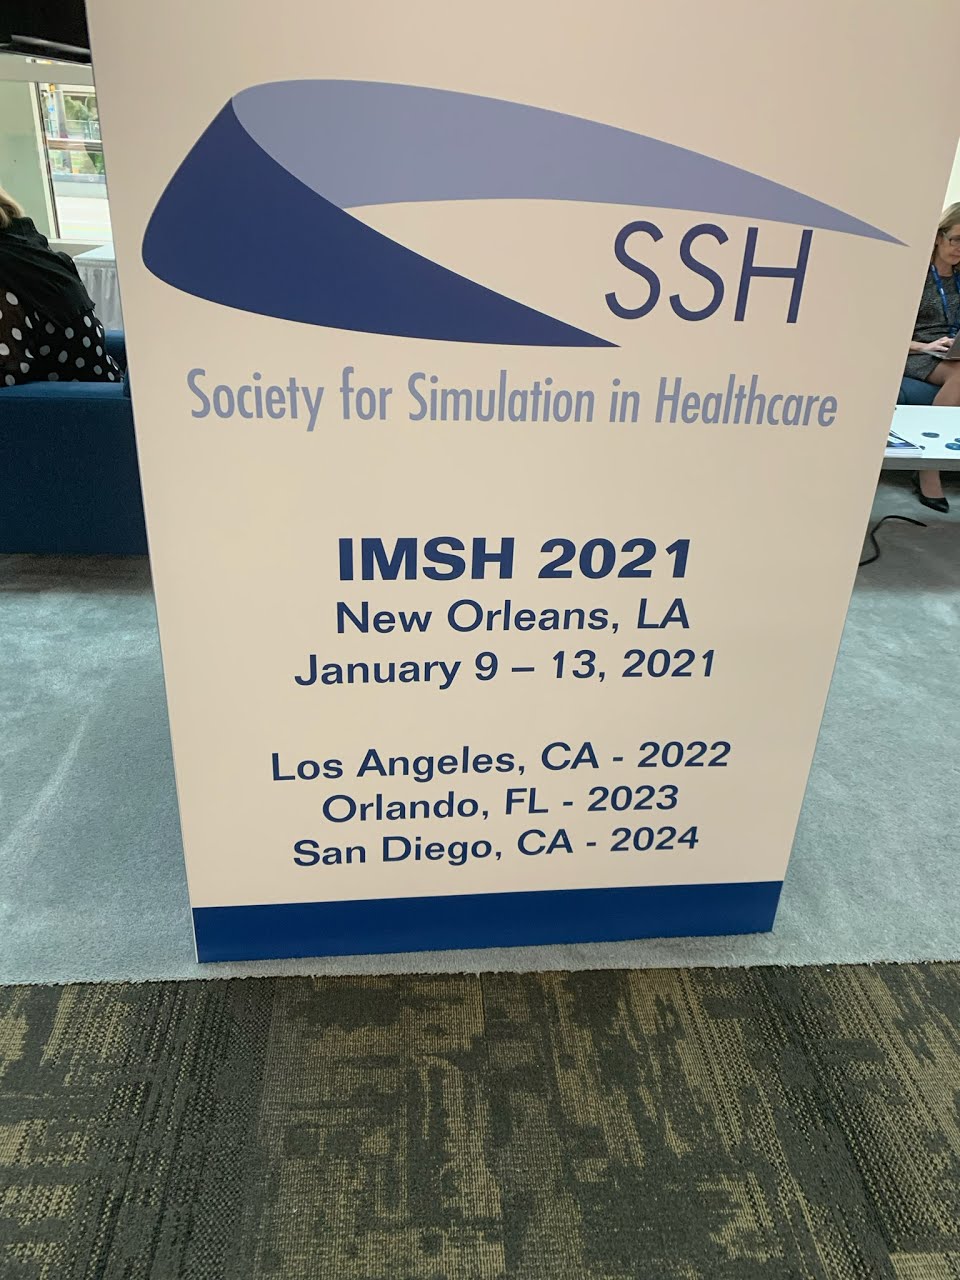 SSH
Society for Simulation in Healthcare
IMSH 2021
New Orleans, LA
January 9 – 13, 2021
Los Angeles, CA - 2022
Orlando, FL - 2023
San Diego, CA - 2024